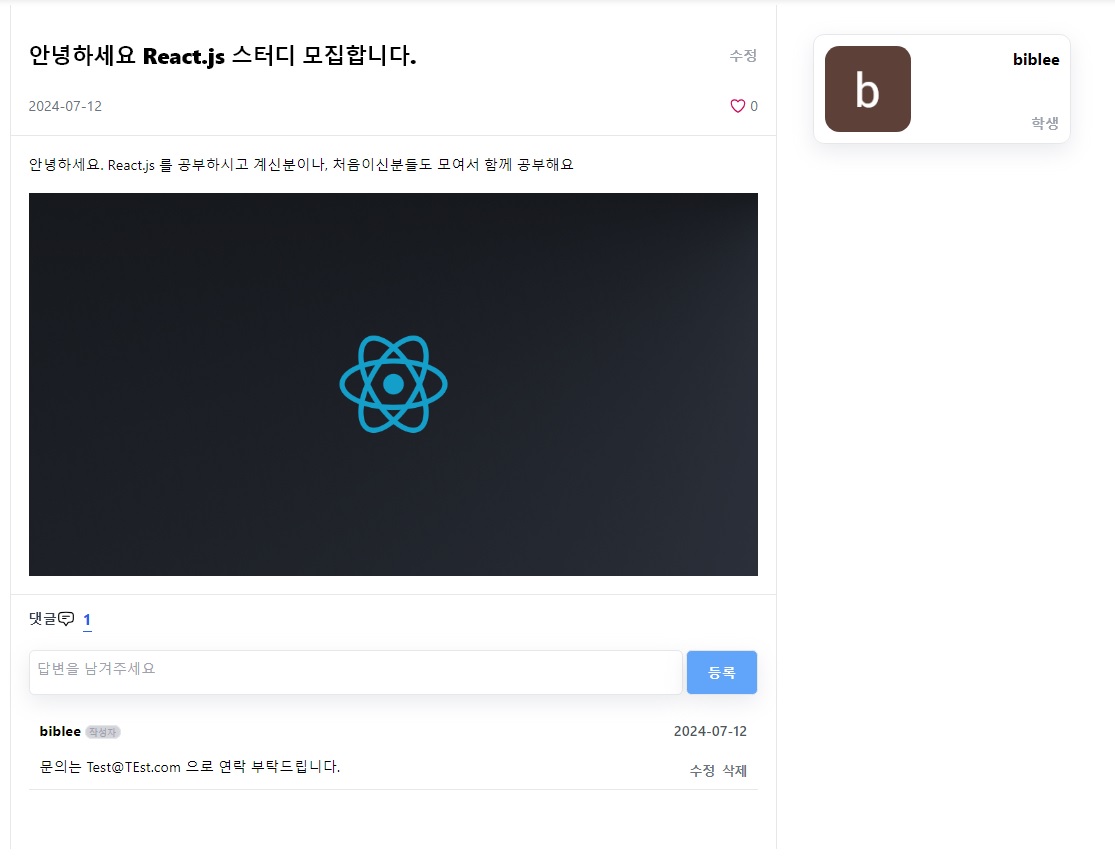 안녕하세요 React.js 스터디 모집합니다.
수정
2024-07-12
0
안녕하세요. React.js 를 공부하시고 계신분이나, 처음이신분들도 모여서 함께 공부해요
댓글 1
답변을 남겨주세요
등록
biblee 작성자
2024-07-12
문의는 Test@TEst.com 으로 연락 부탁드립니다.
수정 삭제
b
biblee
학생